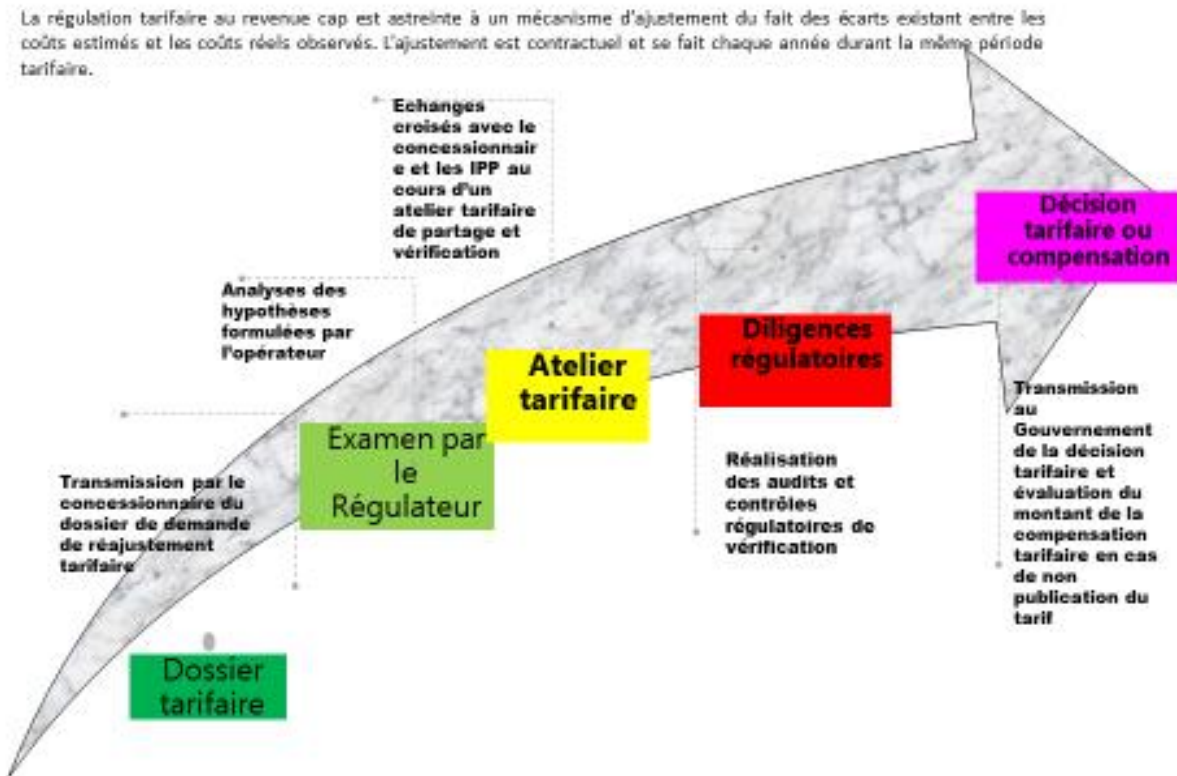 La régulation tarifaire au revenue cap est astreinte à un mécanisme d'ajustement du fait des écarts existant entre les
coûts estimés et les coûts réels observés. L'ajustement est contractuel et se fait chaque année durant la même période
tarifaire.
Echanges
croisés avec le
concessionnair
e et les IPP au
cours d'un
atelier tarifaire
de partage et
vérification
Analyses des
hypothèses
formulées par
l'opérateur
Transmission par le
concessionnaire du
dossier de demande
de réajustement
tarifaire
Dossier
tarifaire
Examen par
le
Régulateur
Atelier
tarifaire
Diligences
régulatoires
Décision
tarifaire ou
compensation
Réalisation
des audits et
contrôles
régulatoires de
vérification
Transmission
au
Gouvernement
de la décision
tarifaire et
évaluation du
montant de la
compensation
tarifaire en cas
de non
publication du
tarif